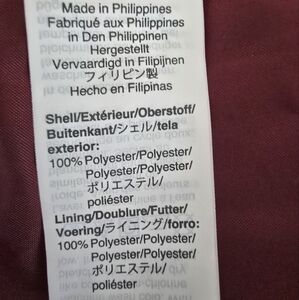 Made in Philippines
Fabriqué aux Philippines
in Den Philippinen
Hergestellt
Vervaardigd in Filipijnen
フィリピン製
Hecho en Filipinas
Shell/Extérieur/Oberstoff/
Buitenkant/シェル/tela
exterior:
100% Polyester/Polyester/
Polyester/Polyester/
ポリエステル/
poliéster
Lining/Doublure/Futter/
Voering/ライニング/forro:
100% Polyester/Polyester/
Polyester/Polyester/
ポリエステル/
poliéster